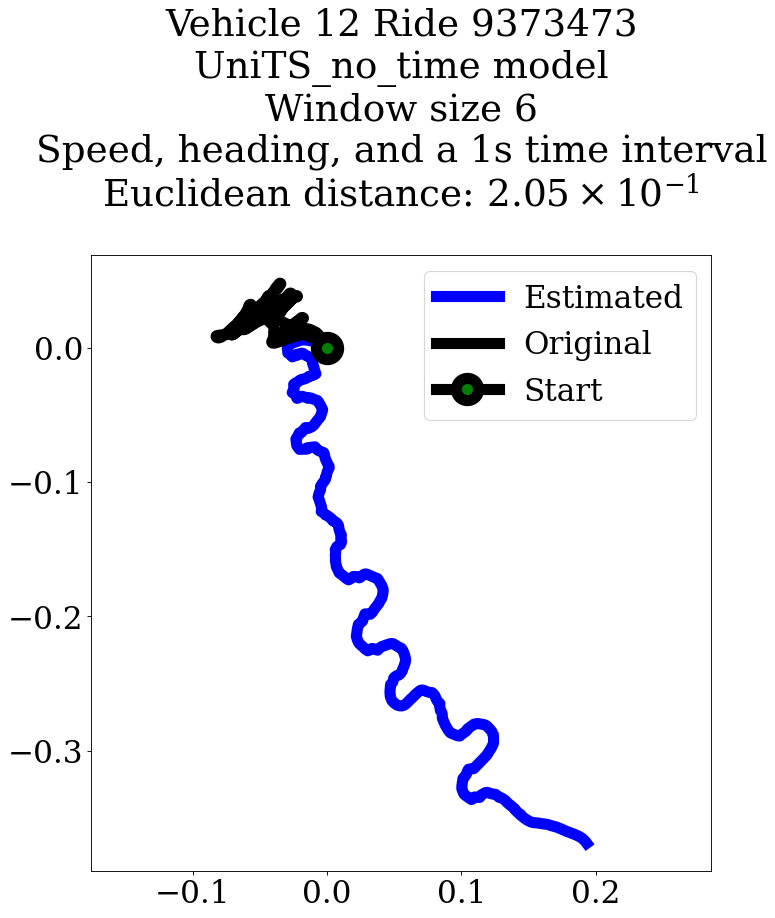 Vehicle 12 Ride 9373473
UniTS_no_time model
Window size 6
Speed, heading, and a 1s time interval
Euclidean distance: 2.05 × 10⁻¹
Estimated
Original
Start
0.0
−0.1
−0.2
−0.3
−0.1 0.0 0.1 0.2